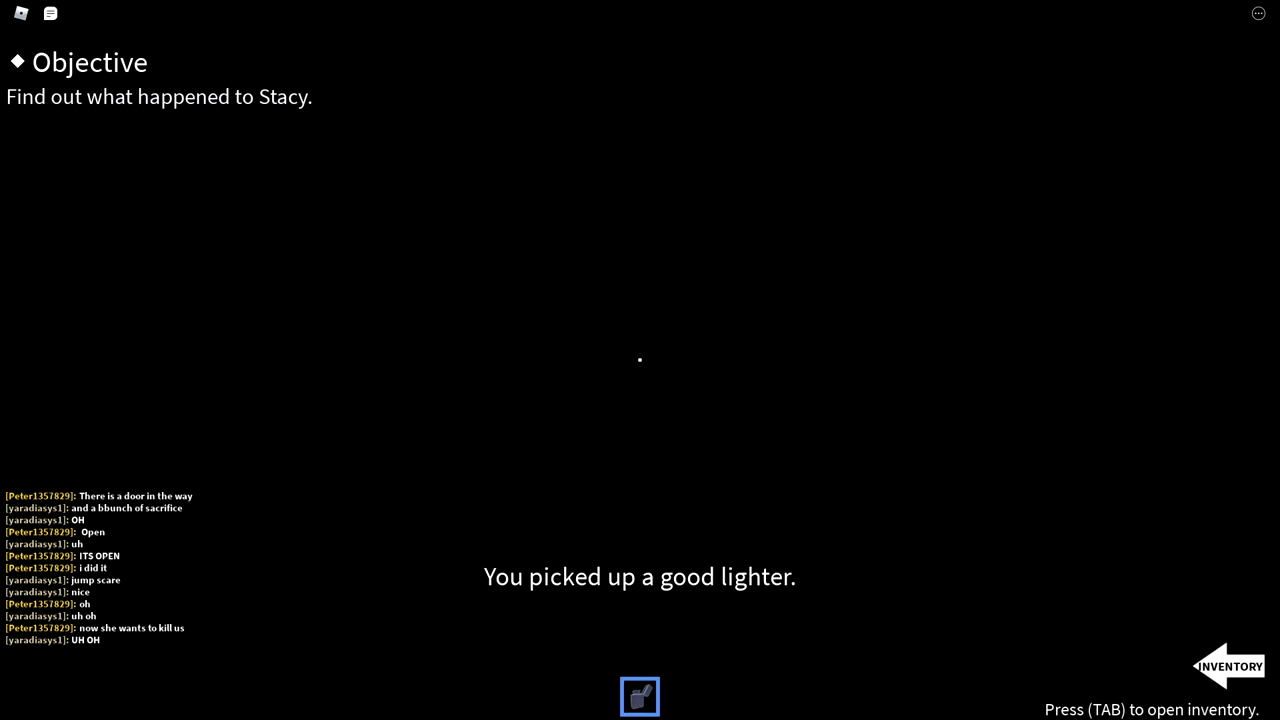 Objective
Find out what happened to Stacy.
[Peter1357829]: There is a door in the way
[yaradiasys1]: and a bbunch of sacrifice
[yaradiasys1]: OH
[Peter1357829]: Open
[yaradiasys1]: uh
[Peter1357829]: ITS OPEN
[Peter1357829]: i did it
[yaradiasys1]: jump scare
[yaradiasys1]: nice
[Peter1357829]: oh
[yaradiasys1]: uh oh
[Peter1357829]: now she wants to kill us
[yaradiasys1]: UH OH
You picked up a good lighter.
INVENTORY
Press (TAB) to open inventory.